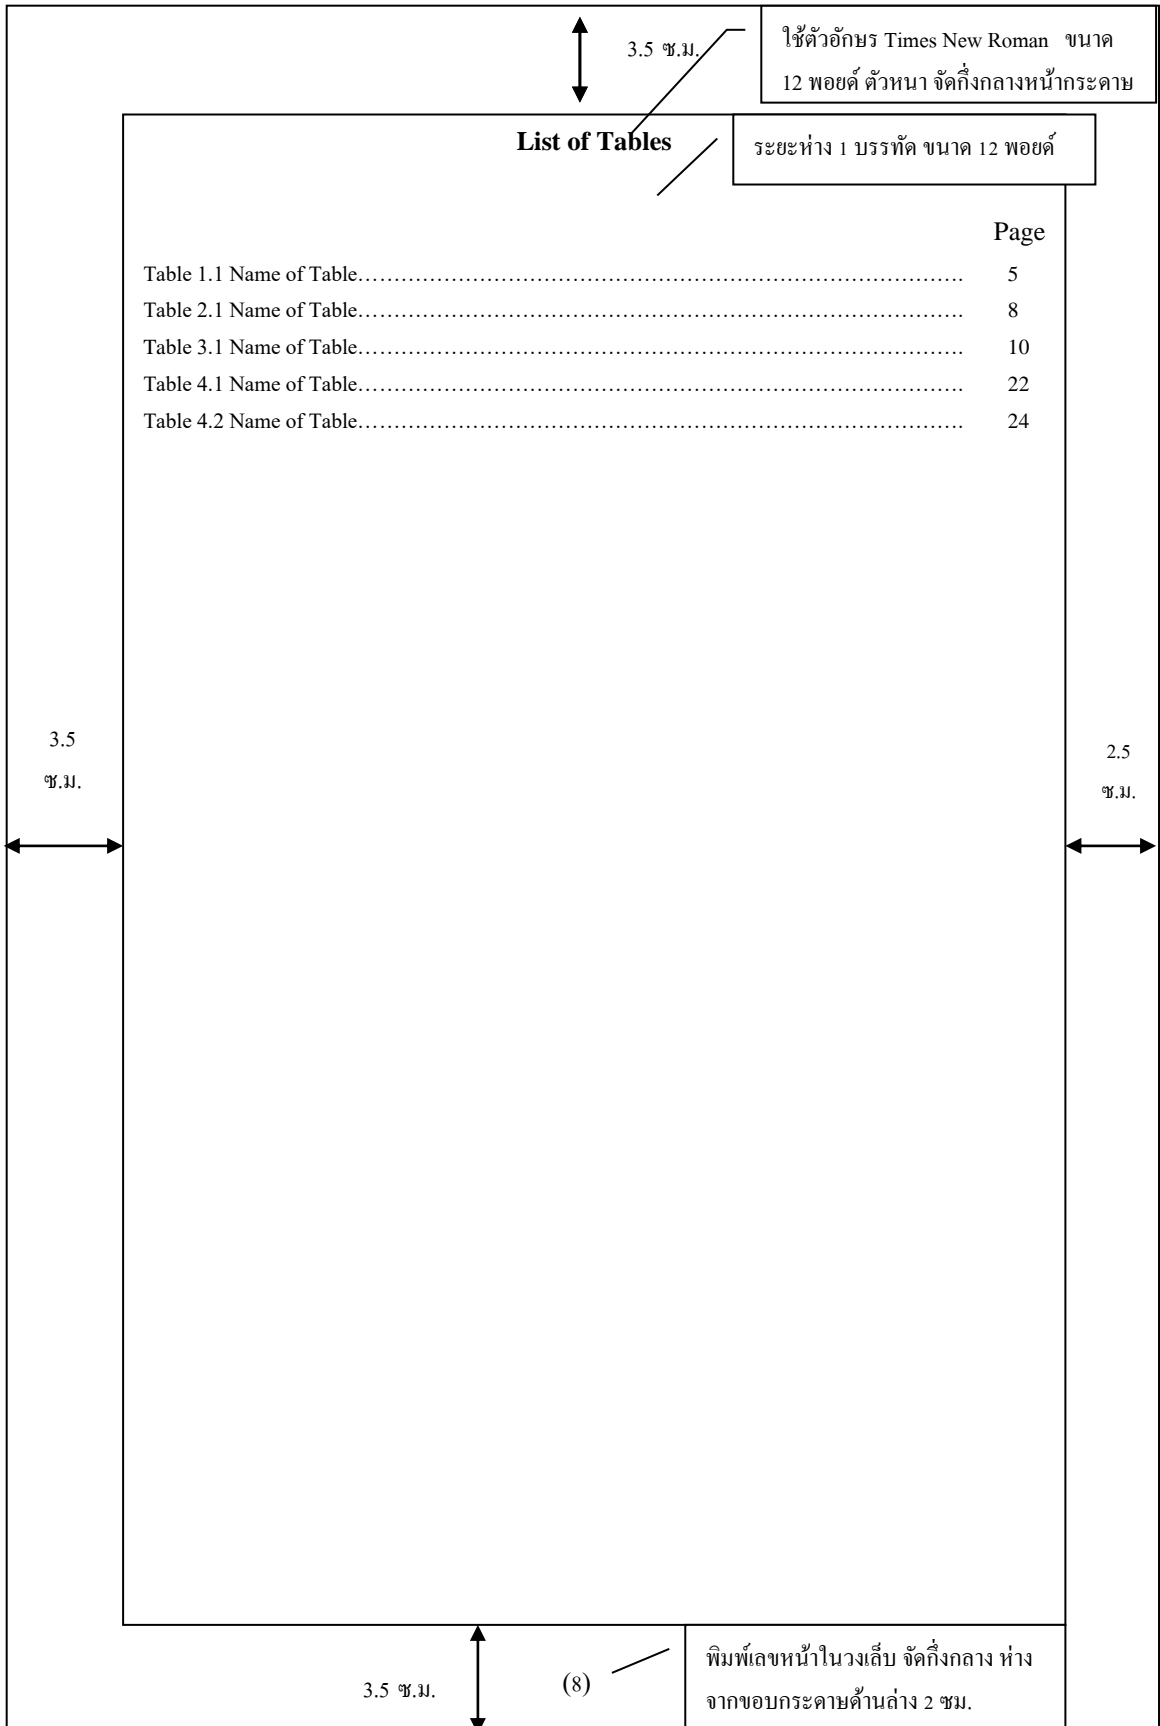 3.5 ซ.ม.
ใช้ตัวอักษร Times New Roman ขนาด
12 พอยต์ ตัวหนา จัดกึ่งกลางหน้ากระดาษ
List of Tables
ระยะห่าง 1 บรรทัด ขนาด 12 พอยต์
Page
Table 1.1 Name of Table………………………………………………………………………… 5
Table 2.1 Name of Table………………………………………………………………………… 8
Table 3.1 Name of Table………………………………………………………………………… 10
Table 4.1 Name of Table………………………………………………………………………… 22
Table 4.2 Name of Table………………………………………………………………………… 24
3.5
ซ.ม.
2.5
ซ.ม.
3.5 ซ.ม.
(8)
พิมพ์เลขหน้าในวงเล็บ จัดกึ่งกลาง ห่าง
จากขอบกระดาษด้านล่าง 2 ซม.